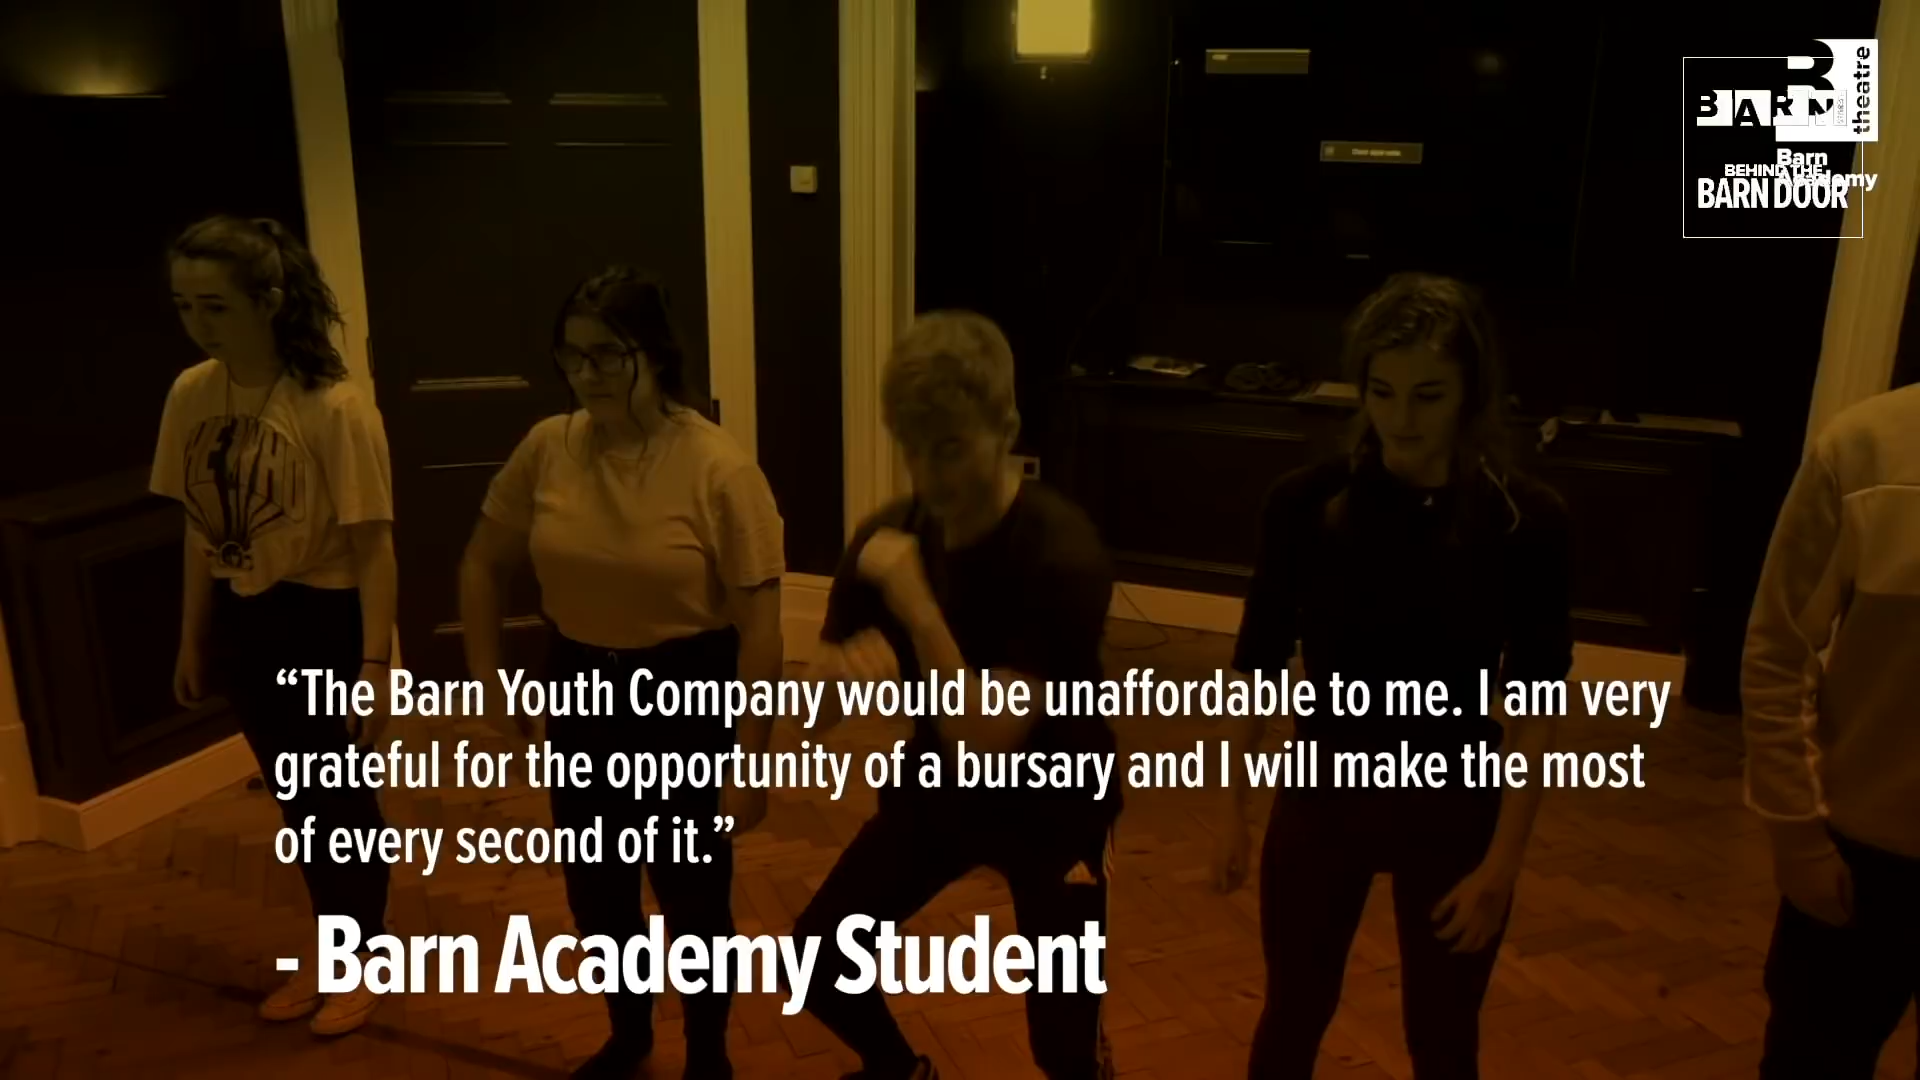 theatre
BARN
Barn
Academy
BEHIND THE
BARN DOOR
THE WHO
“The Barn Youth Company would be unaffordable to me. I am very
grateful for the opportunity of a bursary and I will make the most
of every second of it.”
- Barn Academy Student